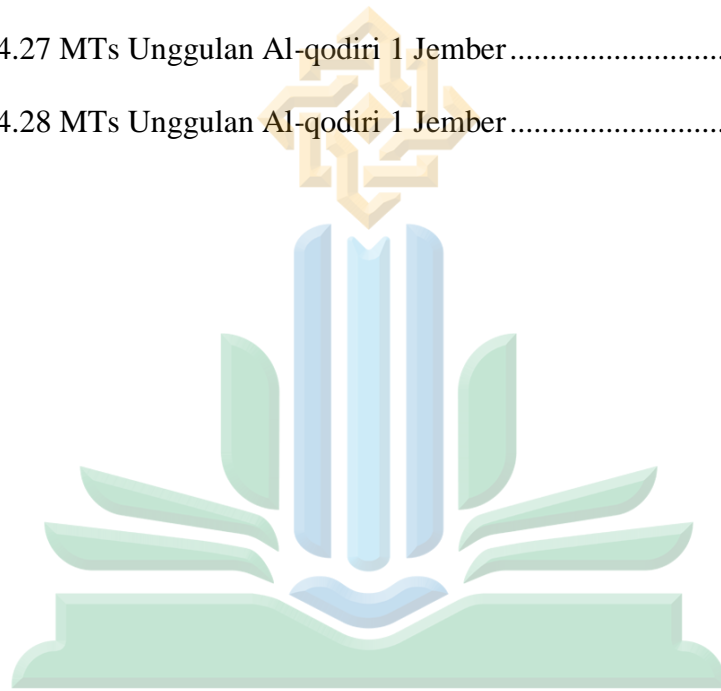 4.27 MTs Unggulan Al-qodiri 1 Jember...........................
4.28 MTs Unggulan Al-qodiri 1 Jember...........................